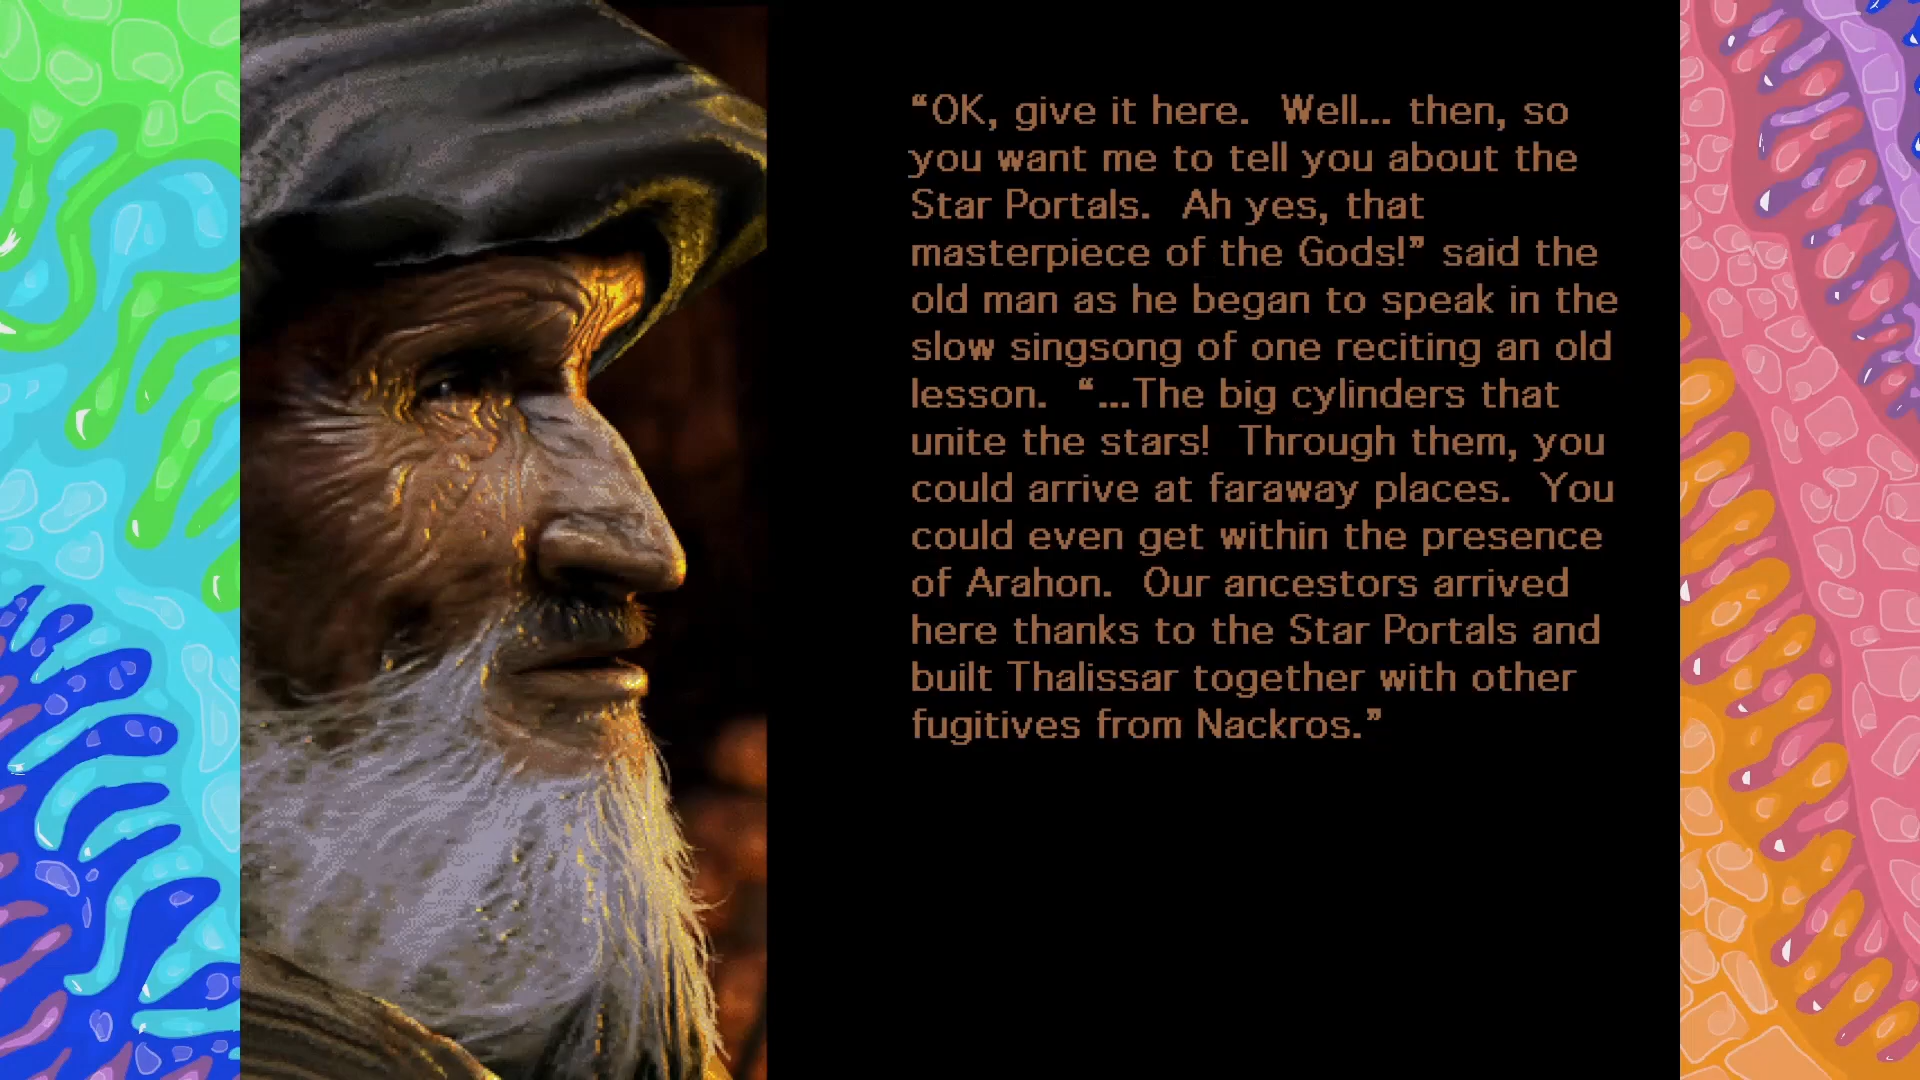 “OK, give it here.  Well... then, so
you want me to tell you about the
Star Portals.  Ah yes, that
masterpiece of the Gods!” said the
old man as he began to speak in the
slow singsong of one reciting an old
lesson.  “...The big cylinders that
unite the stars!  Through them, you
could arrive at faraway places.  You
could even get within the presence
of Arahon.  Our ancestors arrived
here thanks to the Star Portals and
built Thalissar together with other
fugitives from Nackros.”